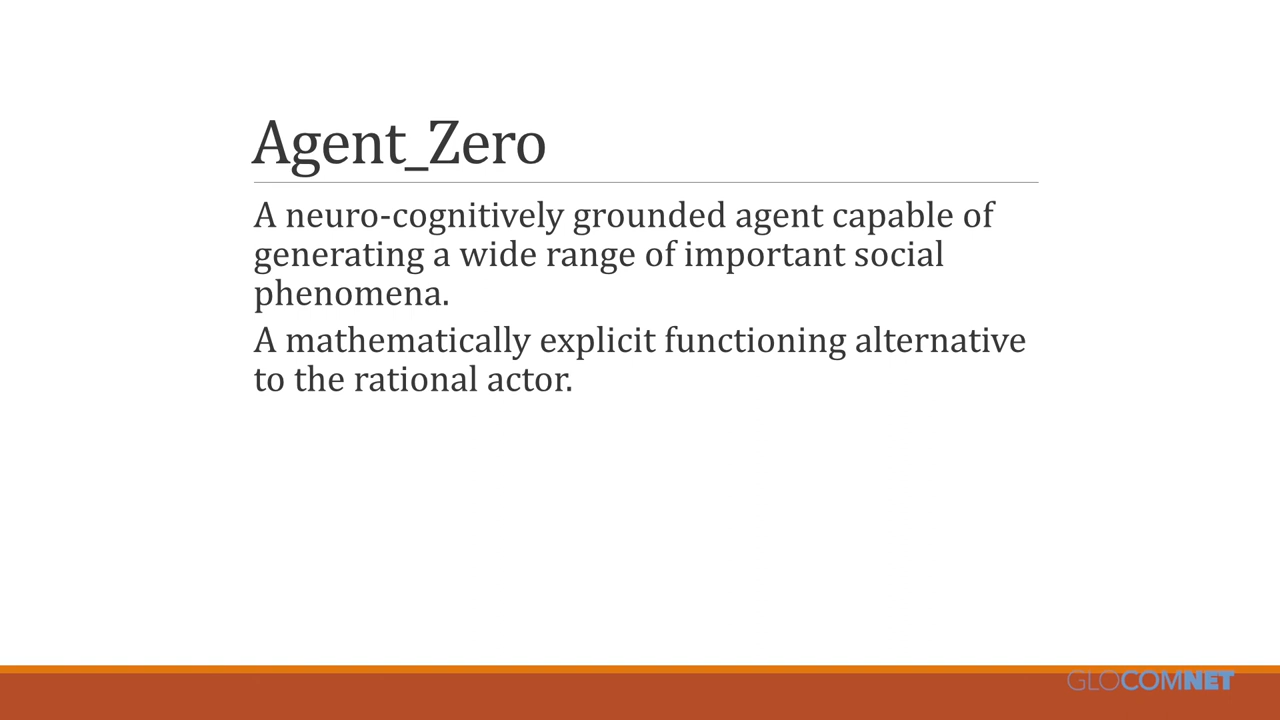 Agent_Zero
A neuro-cognitively grounded agent capable of
generating a wide range of important social
phenomena.
A mathematically explicit functioning alternative
to the rational actor.
GLOCOMNET